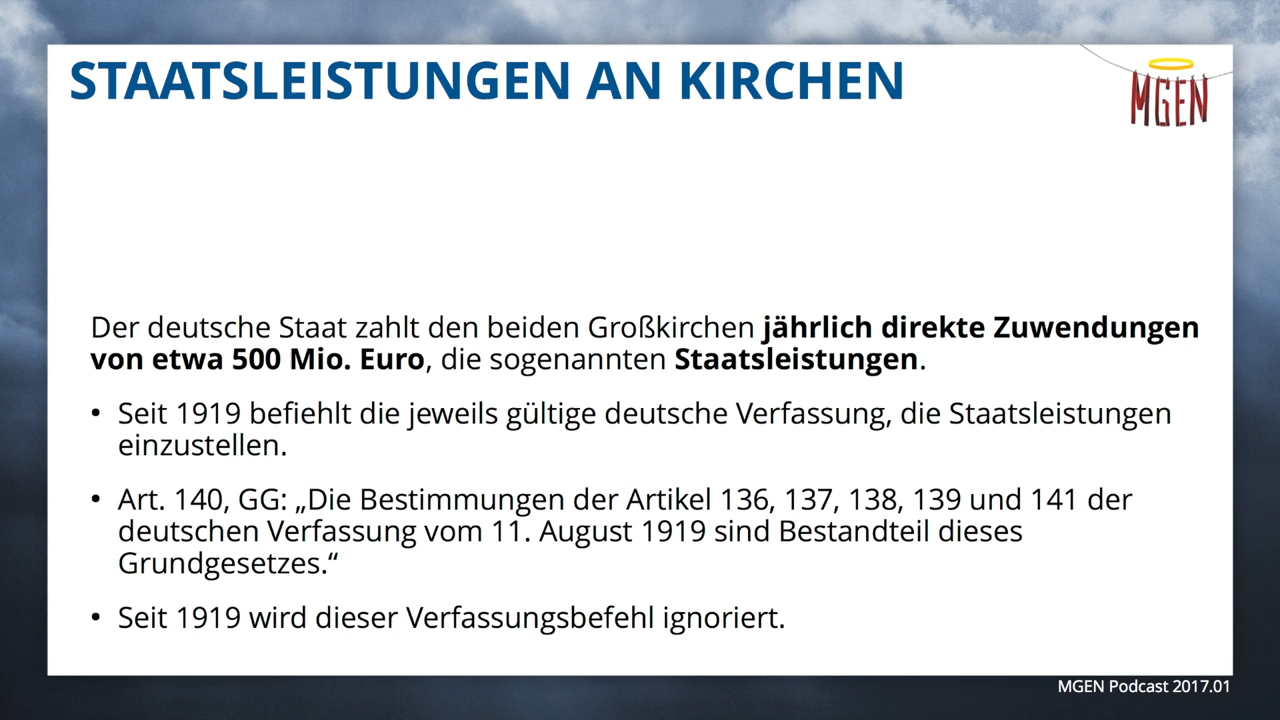 STAATSLEISTUNGEN AN KIRCHEN
MGEN
Der deutsche Staat zahlt den beiden Großkirchen jährlich direkte Zuwendungen
von etwa 500 Mio. Euro, die sogenannten Staatsleistungen.
• Seit 1919 befiehlt die jeweils gültige deutsche Verfassung, die Staatsleistungen
einzustellen.
• Art. 140, GG: „Die Bestimmungen der Artikel 136, 137, 138, 139 und 141 der
deutschen Verfassung vom 11. August 1919 sind Bestandteil dieses
Grundgesetzes.“
• Seit 1919 wird dieser Verfassungsbefehl ignoriert.
MGEN Podcast 2017.01